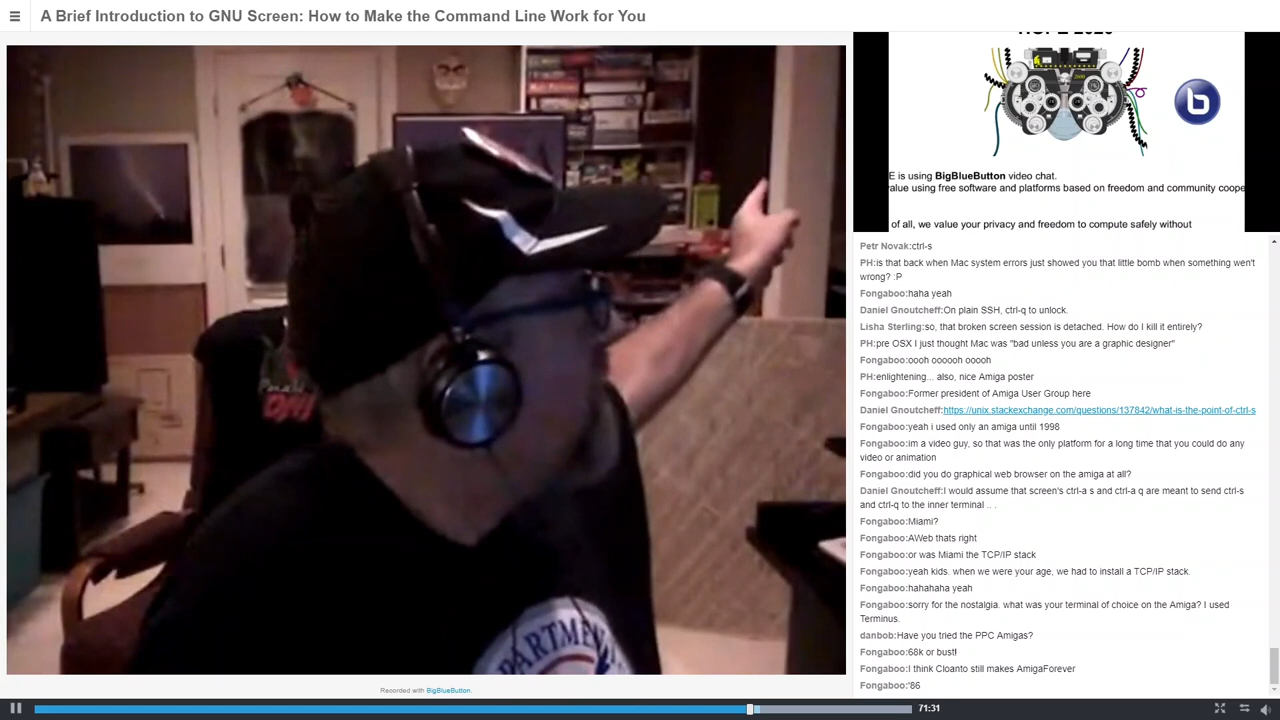 A Brief Introduction to GNU Screen: How to Make the Command Line Work for You
E is using BigBlueButton video chat.
value using free software and platforms based on freedom and community coope
of all, we value your privacy and freedom to compute safely without
Petr Novak:ctrl-s
PH:is that back when Mac system errors just showed you that little bomb when something wen't
wrong? :P
Fongaboo:haha yeah
Daniel Gnoutcheff:On plain SSH, ctrl-q to unlock.
Lisha Sterling:so, that broken screen session is detached. How do I kill it entirely?
PH:pre OSX I just thought Mac was "bad unless you are a graphic designer"
Fongaboo:oooh oooooh ooooh
PH:enlightening... also, nice Amiga poster
Fongaboo:Former president of Amiga User Group here
Daniel Gnoutcheff:https://unix.stackexchange.com/questions/137842/what-is-the-point-of-ctrl-s
Fongaboo:yeah i used only an amiga until 1998
Fongaboo:im a video guy, so that was the only platform for a long time that you could do any
video or animation
Fongaboo:did you do graphical web browser on the amiga at all?
Daniel Gnoutcheff:I would assume that screen's ctrl-a s and ctrl-a q are meant to send ctrl-s
and ctrl-q to the inner terminal .. .
Fongaboo:Miami?
Fongaboo:AWeb thats right
Fongaboo:or was Miami the TCP/IP stack
Fongaboo:yeah kids. when we were your age, we had to install a TCP/IP stack.
Fongaboo:hahahaha yeah
Fongaboo:sorry for the nostalgia. what was your terminal of choice on the Amiga? I used
Terminus.
danbob:Have you tried the PPC Amigas?
Fongaboo:68k or bust!
Fongaboo:I think Cloanto still makes AmigaForever
Fongaboo:'86
Recorded with BigBlueButton.
71:31